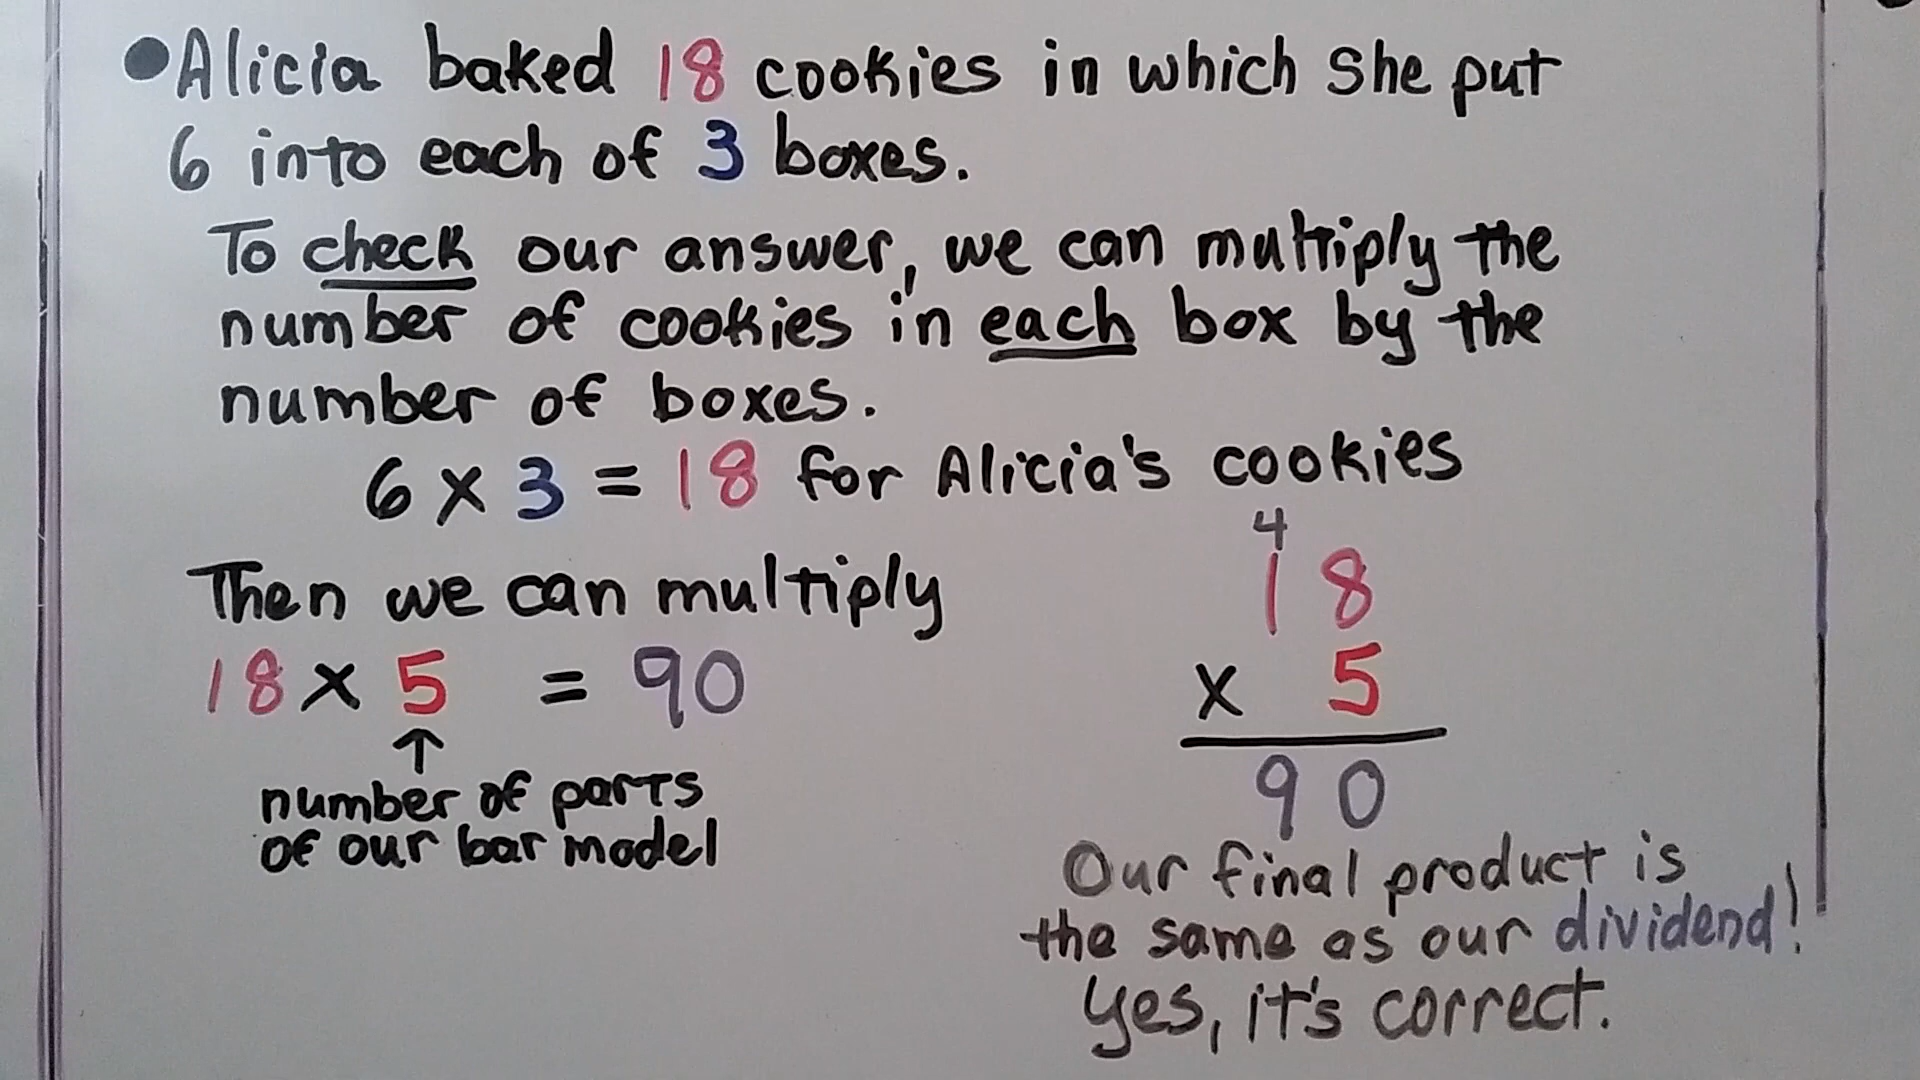 ●Alicia baked 18 cookies in which she put
6 into each of 3 boxes.
To check our answer, we can multiply the
number of cookies in each box by the
number of boxes.
6 x 3 = 18 for Alicia's cookies
Then we can multiply
18 x 5 = 90
↑
number of parts
of our bar model
4
18
x 5
90
Our final product is
the same as our dividend!
Yes, it's correct.